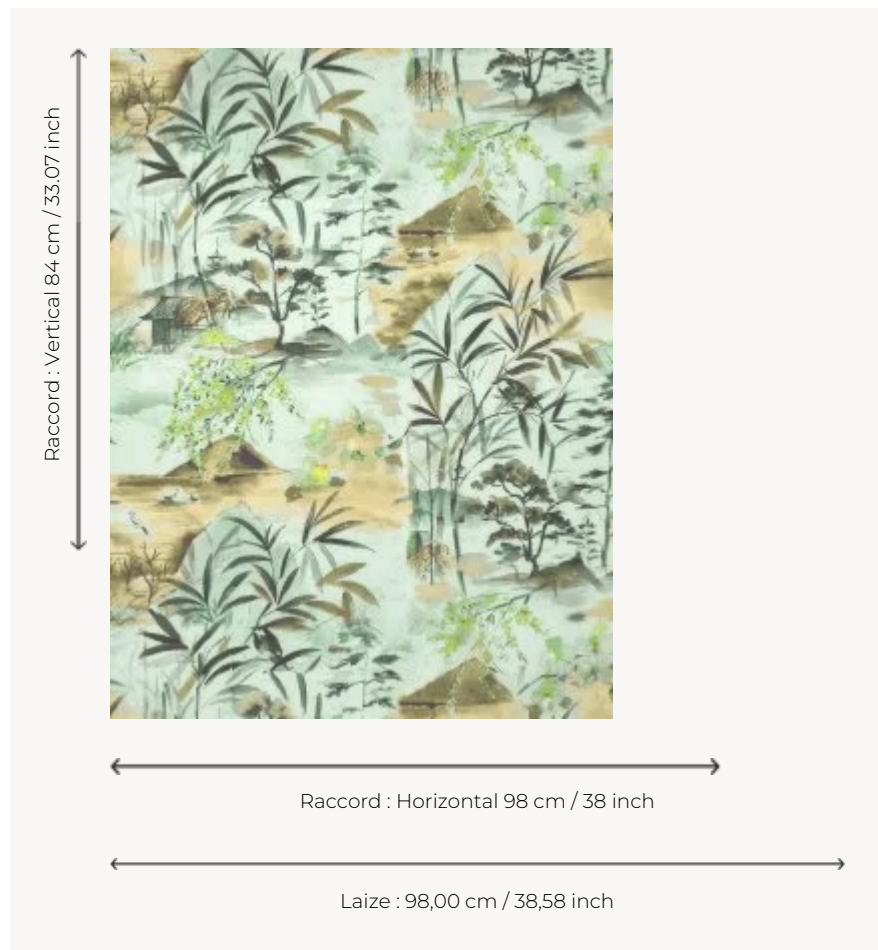 Raccord : Vertical 84 cm / 33.07 inch
Raccord : Horizontal 98 cm / 38 inch
Laize : 98,00 cm / 38,58 inch